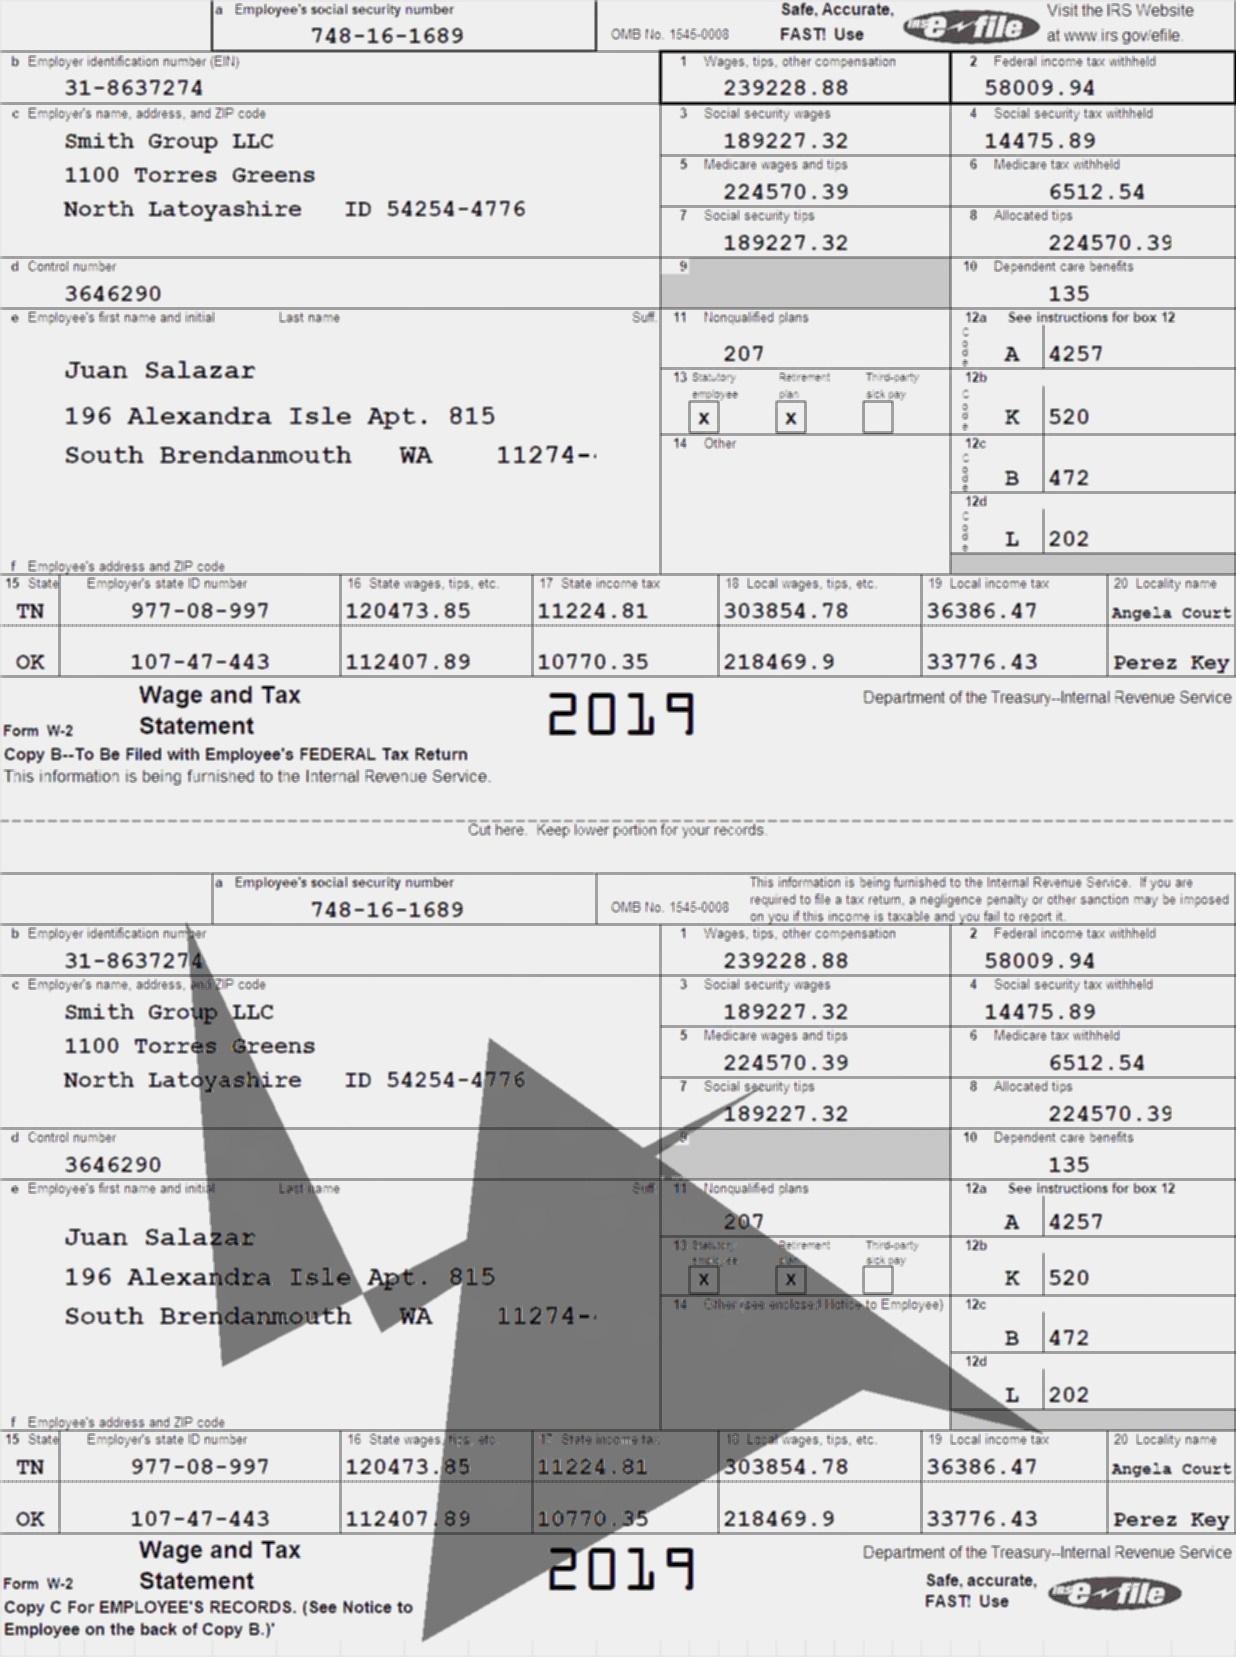 a Employee's social security number
748-16-1689
OMB No. 1545-0008
Safe, Accurate,
FAST! Use
IRS e-file
Visit the IRS Website
at www.irs gov/efile.
b Employer identification number (EIN)
31-8637274
1 Wages, tips, other compensation
239228.88
2 Federal income tax withheld
58009.94
c Employer's name, address, and ZIP code
Smith Group LLC
1100 Torres Greens
North Latoyashire ID 54254-4776
3 Social security wages
189227.32
4 Social security tax withheld
14475.89
5 Medicare wages and tips
224570.39
6 Medicare tax withheld
6512.54
7 Social security tips
189227.32
8 Allocated tips
224570.39
d Control number
3646290
9
10 Dependent care benefits
135
e Employee's first name and initial Last name Suff.
Juan Salazar
196 Alexandra Isle Apt. 815
South Brendanmouth WA 11274-
11 Nonqualified plans
207
12a See instructions for box 12
Code A 4257
13 Statutory employee Retirement plan Third-party sick pay
X X
12b
Code K 520
14 Other
12c
Code B 472
12d
Code L 202
f Employee's address and ZIP code
15 State Employer's state ID number 16 State wages, tips, etc. 17 State income tax 18 Local wages, tips, etc. 19 Local income tax 20 Locality name
TN 977-08-997 120473.85 11224.81 303854.78 36386.47 Angela Court
OK 107-47-443 112407.89 10770.35 218469.9 33776.43 Perez Key
Form W-2 Wage and Tax
Statement
2019
Department of the Treasury--Internal Revenue Service
Copy B--To Be Filed with Employee's FEDERAL Tax Return
This information is being furnished to the Internal Revenue Service.
Cut here. Keep lower portion for your records.
a Employee's social security number
748-16-1689
OMB No. 1545-0008
This information is being furnished to the Internal Revenue Service. If you are
required to file a tax return, a negligence penalty or other sanction may be imposed
on you if this income is taxable and you fail to report it.
b Employer identification number
31-8637274
1 Wages, tips, other compensation
239228.88
2 Federal income tax withheld
58009.94
c Employer's name, address, and ZIP code
Smith Group LLC
1100 Torres Greens
North Latoyashire ID 54254-4776
3 Social security wages
189227.32
4 Social security tax withheld
14475.89
5 Medicare wages and tips
224570.39
6 Medicare tax withheld
6512.54
7 Social security tips
189227.32
8 Allocated tips
224570.39
d Control number
3646290
9
10 Dependent care benefits
135
e Employee's first name and initial Last name Suff
Juan Salazar
196 Alexandra Isle Apt. 815
South Brendanmouth WA 11274-
11 Nonqualified plans
207
12a See instructions for box 12
A 4257
13 Statutory employee Retirement plan Third-party sick pay
X X
12b
K 520
14 Other (see enclosed Notice to Employee)
12c
B 472
12d
L 202
f Employee's address and ZIP code
15 State Employer's state ID number 16 State wages, tips, etc. 17 State income tax 18 Local wages, tips, etc. 19 Local income tax 20 Locality name
TN 977-08-997 120473.85 11224.81 303854.78 36386.47 Angela Court
OK 107-47-443 112407.89 10770.35 218469.9 33776.43 Perez Key
Form W-2 Wage and Tax
Statement
2019
Department of the Treasury--Internal Revenue Service
Safe, accurate,
FAST! Use
IRS e-file
Copy C For EMPLOYEE'S RECORDS. (See Notice to
Employee on the back of Copy B.)'